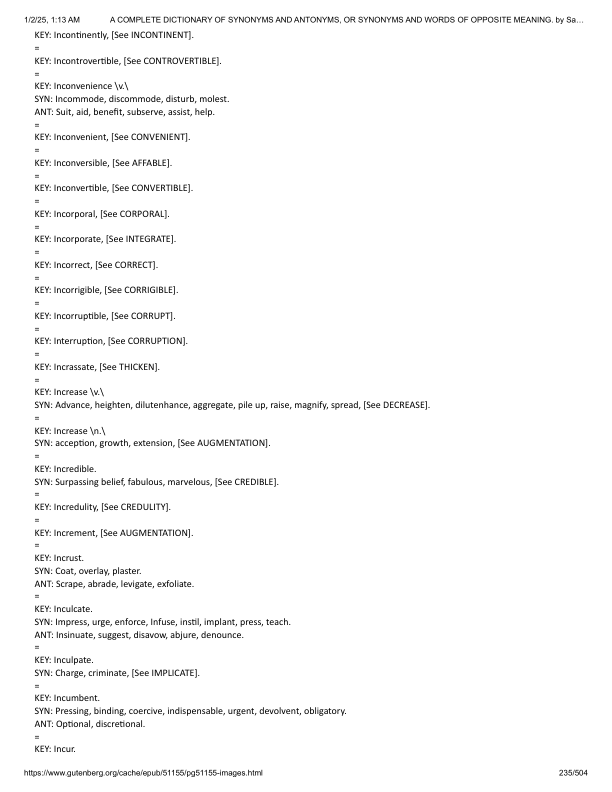 1/2/25, 1:13 AM A COMPLETE DICTIONARY OF SYNONYMS AND ANTONYMS, OR SYNONYMS AND WORDS OF OPPOSITE MEANING. by Sa…
KEY: Incontinently, [See INCONTINENT].
=
KEY: Incontrovertible, [See CONTROVERTIBLE].
=
KEY: Inconvenience \v.\
SYN: Incommode, discommode, disturb, molest.
ANT: Suit, aid, benefit, subserve, assist, help.
=
KEY: Inconvenient, [See CONVENIENT].
=
KEY: Inconversible, [See AFFABLE].
=
KEY: Inconvertible, [See CONVERTIBLE].
=
KEY: Incorporal, [See CORPORAL].
=
KEY: Incorporate, [See INTEGRATE].
=
KEY: Incorrect, [See CORRECT].
=
KEY: Incorrigible, [See CORRIGIBLE].
=
KEY: Incorruptible, [See CORRUPT].
=
KEY: Interruption, [See CORRUPTION].
=
KEY: Incrassate, [See THICKEN].
=
KEY: Increase \v.\
SYN: Advance, heighten, dilutenhance, aggregate, pile up, raise, magnify, spread, [See DECREASE].
=
KEY: Increase \n.\
SYN: acception, growth, extension, [See AUGMENTATION].
=
KEY: Incredible.
SYN: Surpassing belief, fabulous, marvelous, [See CREDIBLE].
=
KEY: Incredulity, [See CREDULITY].
=
KEY: Increment, [See AUGMENTATION].
=
KEY: Incrust.
SYN: Coat, overlay, plaster.
ANT: Scrape, abrade, levigate, exfoliate.
=
KEY: Inculcate.
SYN: Impress, urge, enforce, Infuse, instil, implant, press, teach.
ANT: Insinuate, suggest, disavow, abjure, denounce.
=
KEY: Inculpate.
SYN: Charge, criminate, [See IMPLICATE].
=
KEY: Incumbent.
SYN: Pressing, binding, coercive, indispensable, urgent, devolvent, obligatory.
ANT: Optional, discretional.
=
KEY: Incur.
https://www.gutenberg.org/cache/epub/51155/pg51155-images.html 235/504